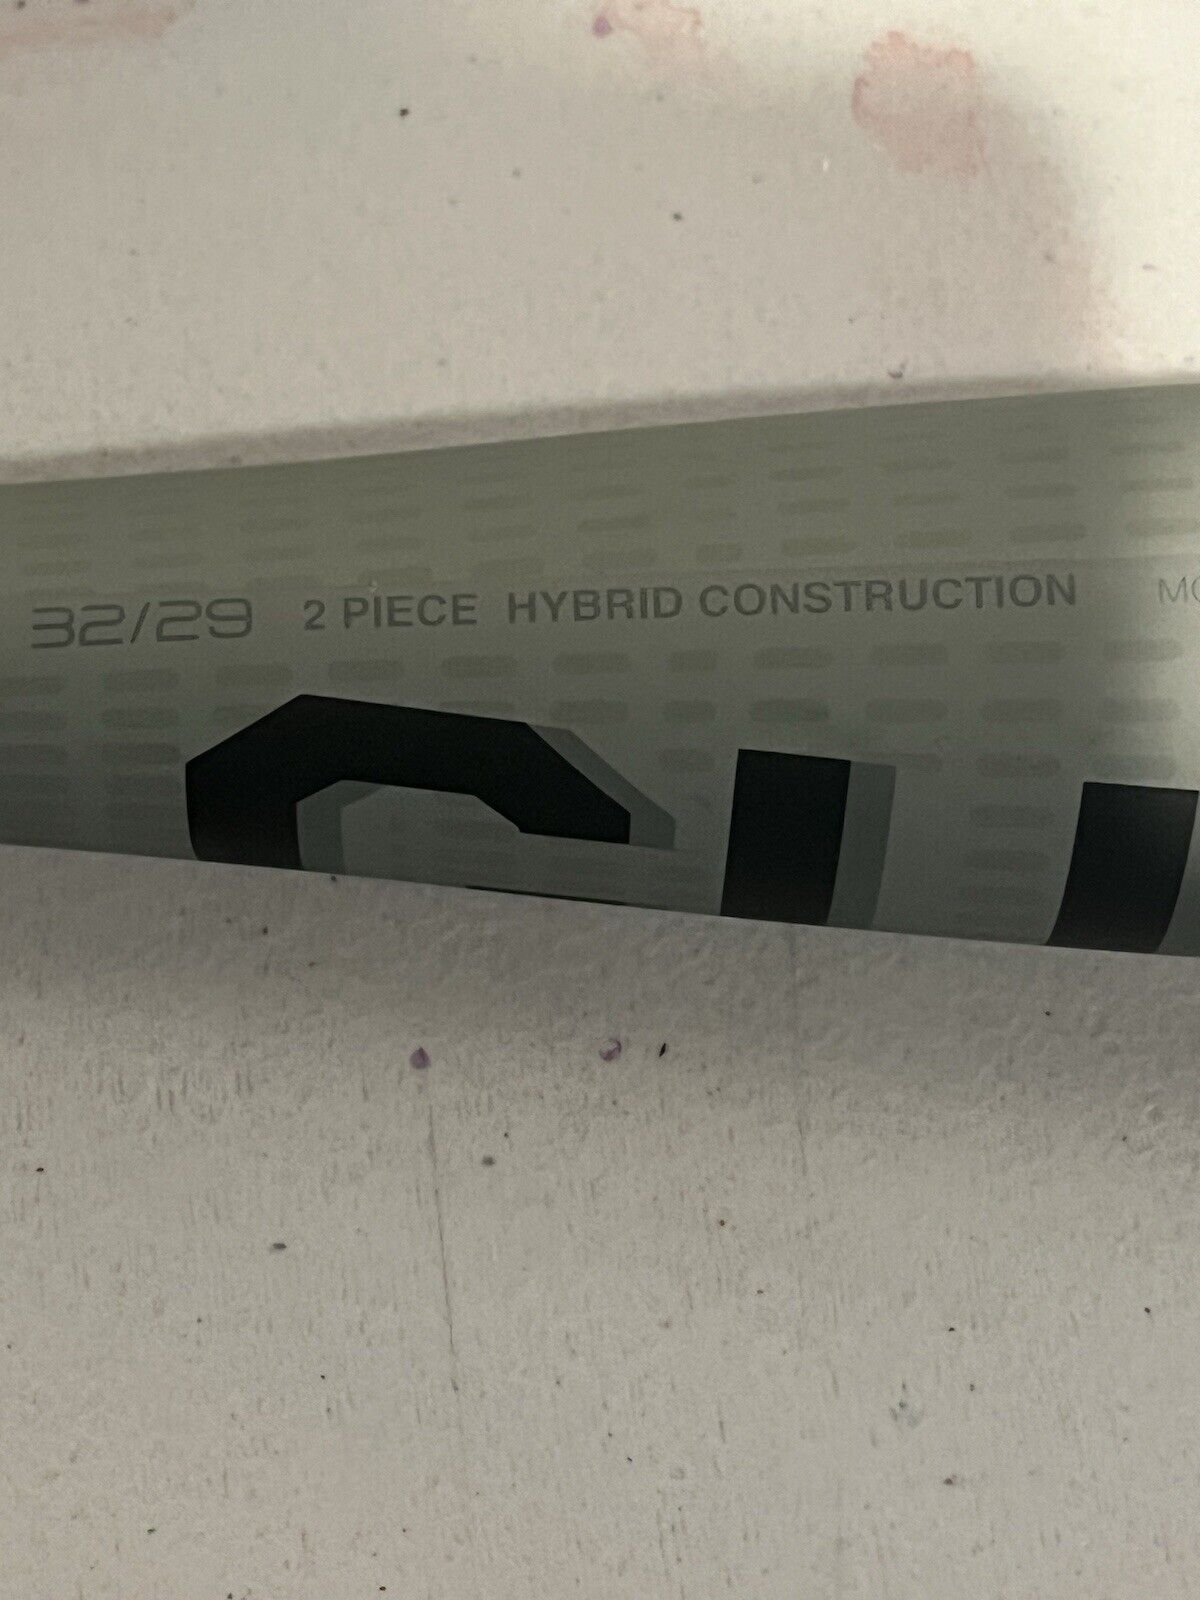 32/29 2 PIECE HYBRID CONSTRUCTION